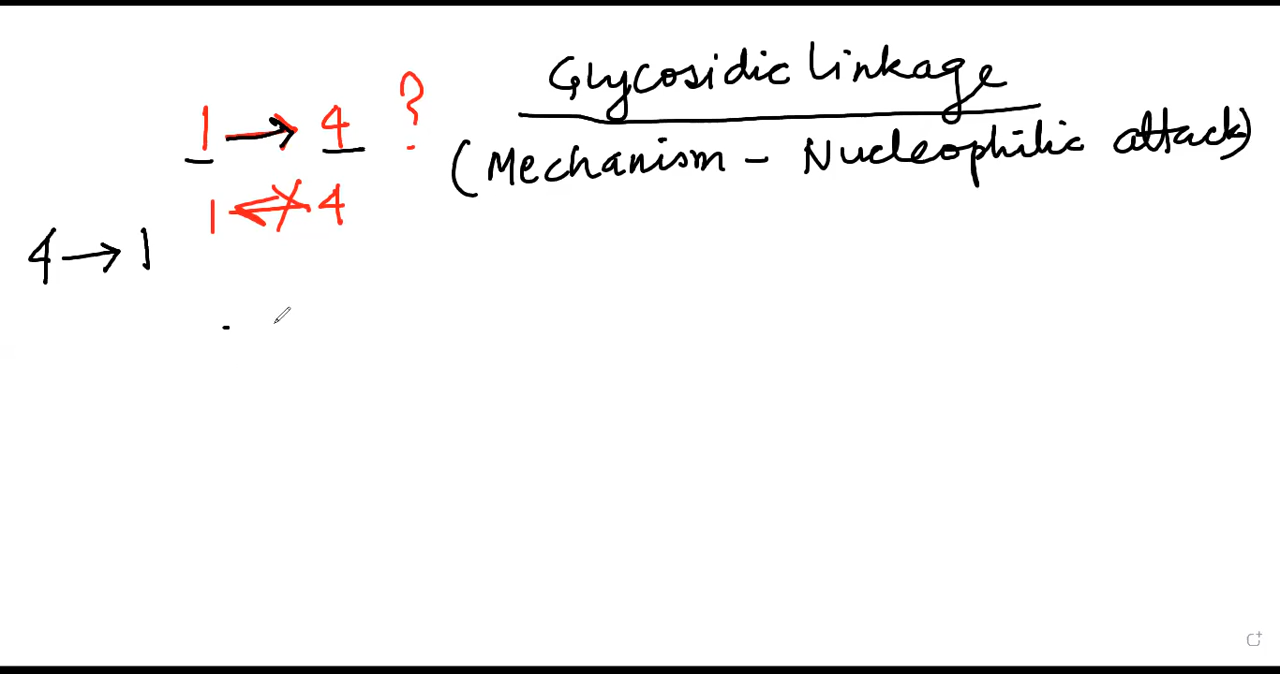 Glycosidic Linkage
1 → 4 ?
(Mechanism - Nucleophilic attack)
1 ← 4
4 → 1